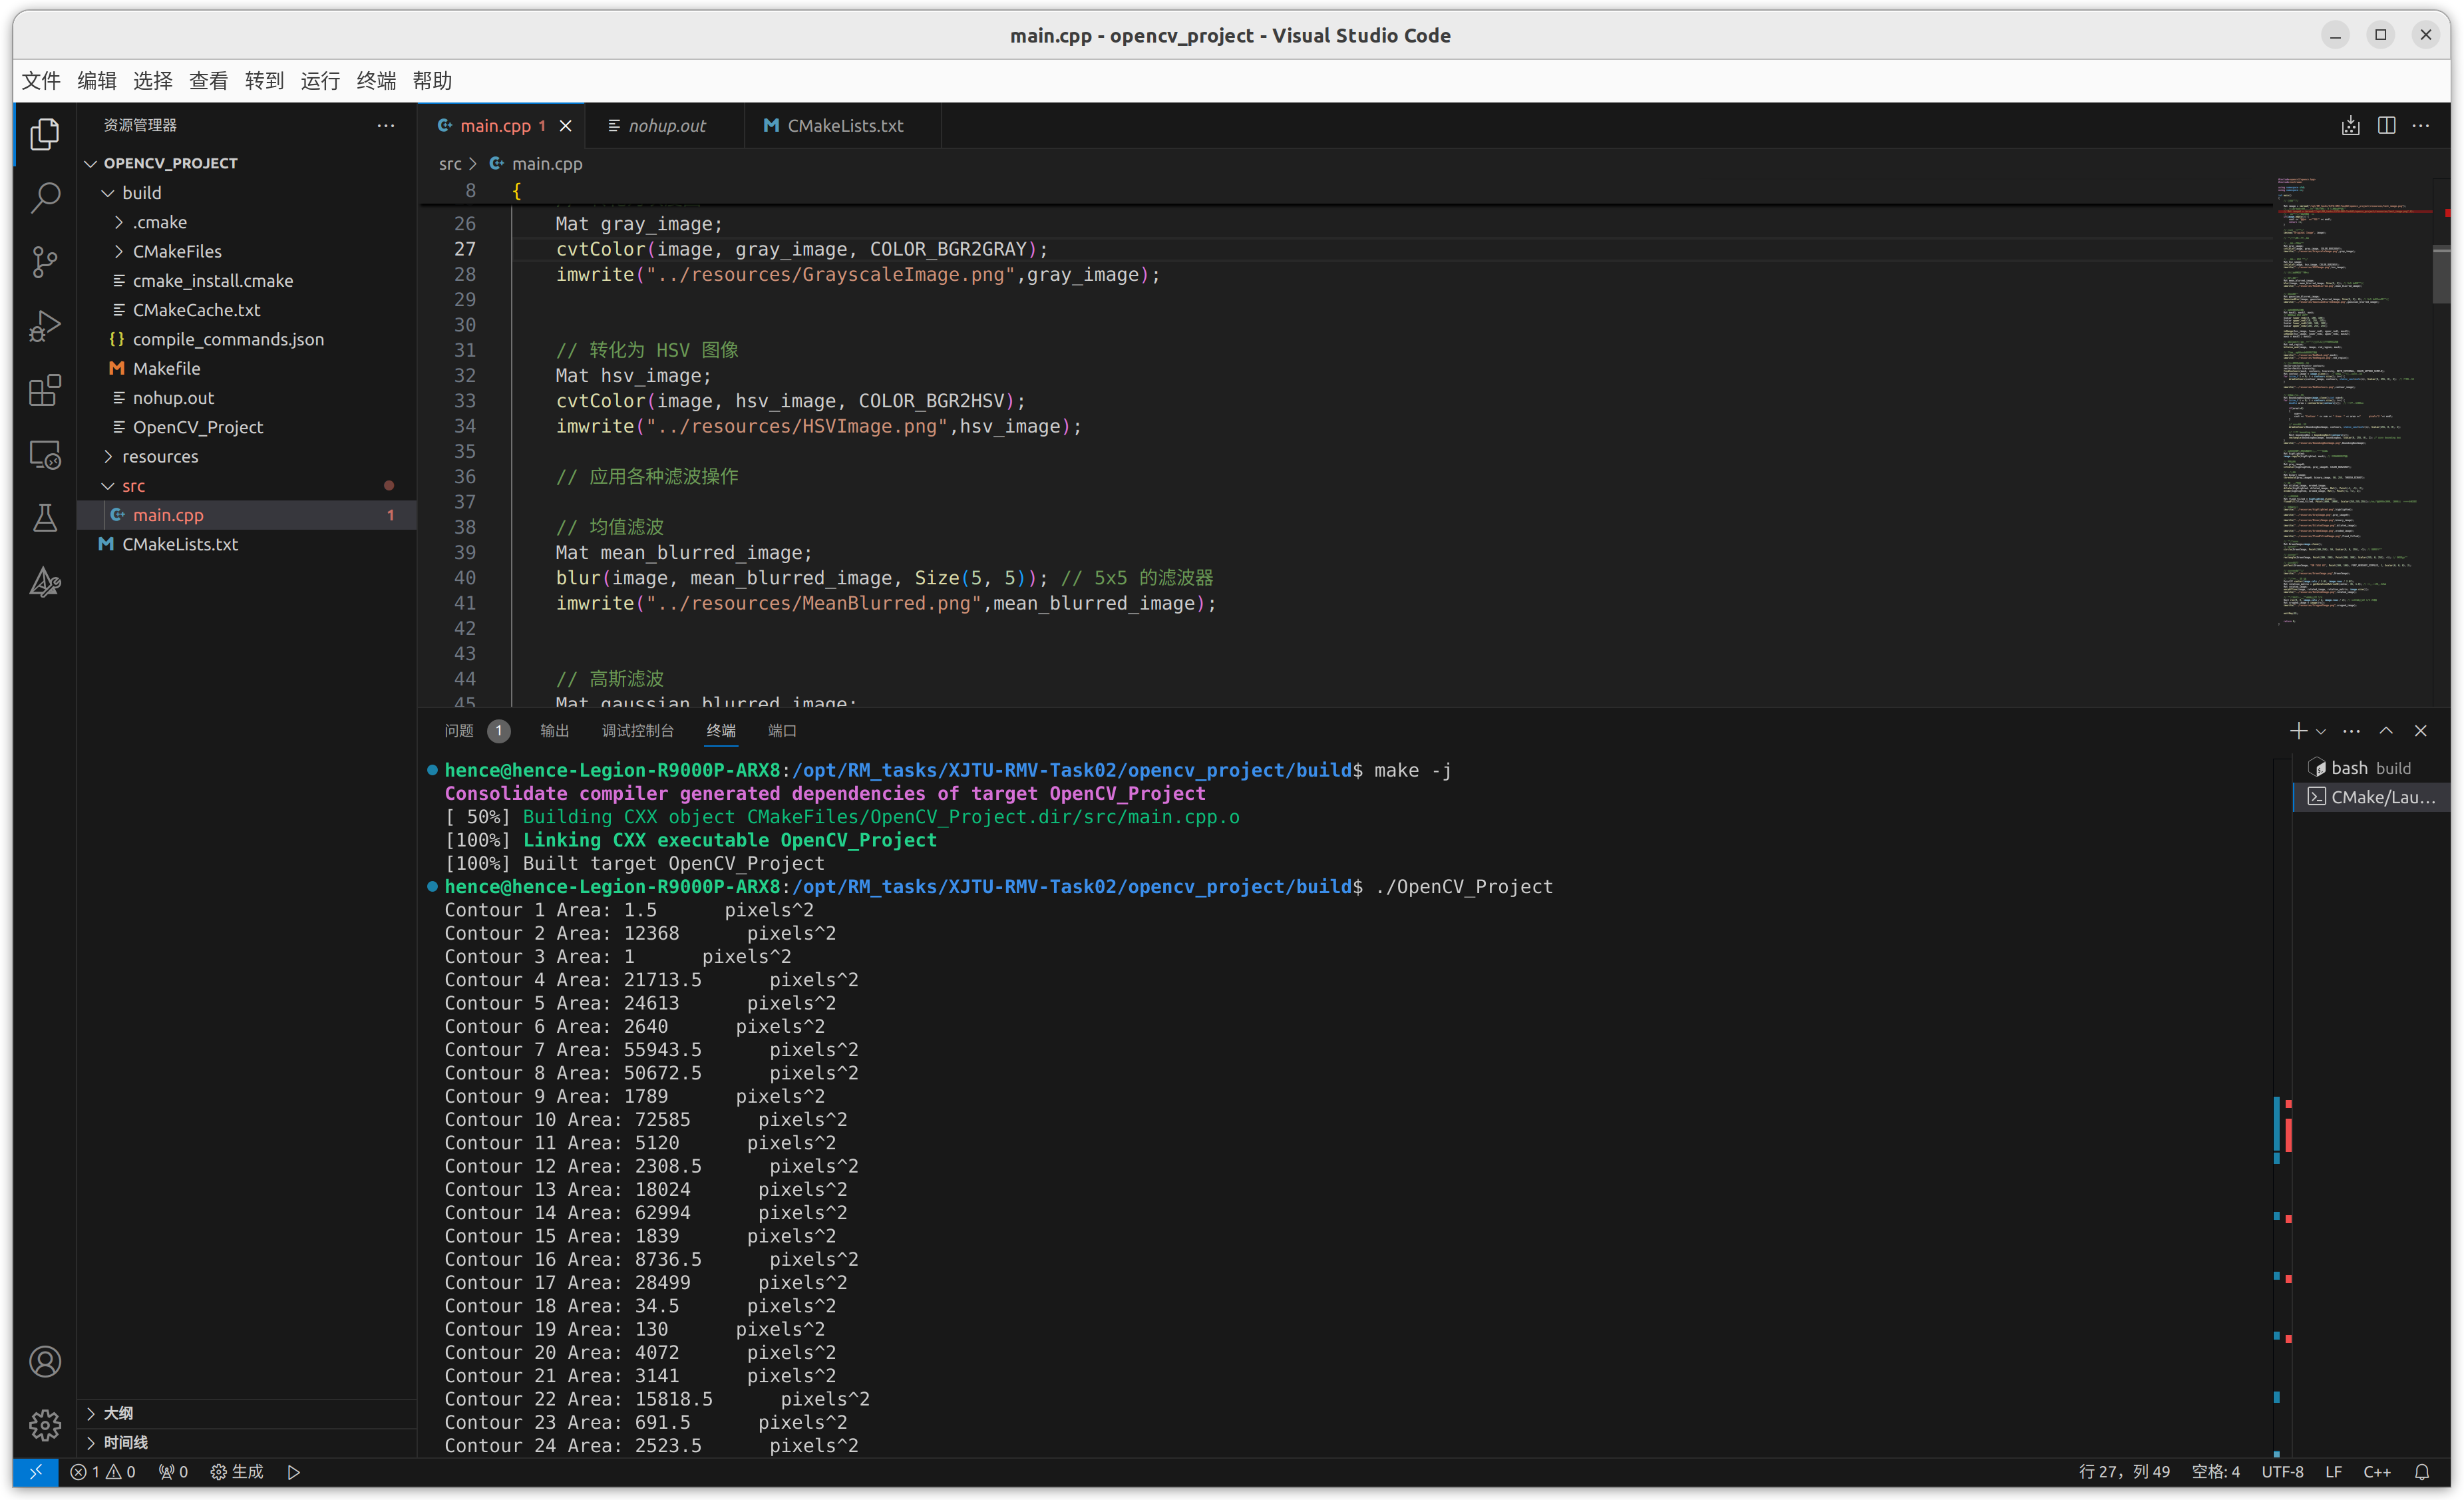 main.cpp - opencv_project - Visual Studio Code
文件 编辑 选择 查看 转到 运行 终端 帮助
资源管理器
OPENCV_PROJECT
build
.cmake
CMakeFiles
cmake_install.cmake
CMakeCache.txt
{} compile_commands.json
M Makefile
nohup.out
OpenCV_Project
resources
src
main.cpp 1
M CMakeLists.txt
大纲
时间线
main.cpp 1 nohup.out M CMakeLists.txt
src > main.cpp
8 {
26 Mat gray_image;
27 cvtColor(image, gray_image, COLOR_BGR2GRAY);
28 imwrite("../resources/GrayscaleImage.png",gray_image);
29
30
31 // 转化为 HSV 图像
32 Mat hsv_image;
33 cvtColor(image, hsv_image, COLOR_BGR2HSV);
34 imwrite("../resources/HSVImage.png",hsv_image);
35
36 // 应用各种滤波操作
37
38 // 均值滤波
39 Mat mean_blurred_image;
40 blur(image, mean_blurred_image, Size(5, 5)); // 5x5 的滤波器
41 imwrite("../resources/MeanBlurred.png",mean_blurred_image);
42
43
44 // 高斯滤波
45 Mat gaussian_blurred_image;
问题 1 输出 调试控制台 终端 端口
hence@hence-Legion-R9000P-ARX8:/opt/RM_tasks/XJTU-RMV-Task02/opencv_project/build$ make -j
Consolidate compiler generated dependencies of target OpenCV_Project
[ 50%] Building CXX object CMakeFiles/OpenCV_Project.dir/src/main.cpp.o
[100%] Linking CXX executable OpenCV_Project
[100%] Built target OpenCV_Project
hence@hence-Legion-R9000P-ARX8:/opt/RM_tasks/XJTU-RMV-Task02/opencv_project/build$ ./OpenCV_Project
Contour 1 Area: 1.5 pixels^2
Contour 2 Area: 12368 pixels^2
Contour 3 Area: 1 pixels^2
Contour 4 Area: 21713.5 pixels^2
Contour 5 Area: 24613 pixels^2
Contour 6 Area: 2640 pixels^2
Contour 7 Area: 55943.5 pixels^2
Contour 8 Area: 50672.5 pixels^2
Contour 9 Area: 1789 pixels^2
Contour 10 Area: 72585 pixels^2
Contour 11 Area: 5120 pixels^2
Contour 12 Area: 2308.5 pixels^2
Contour 13 Area: 18024 pixels^2
Contour 14 Area: 62994 pixels^2
Contour 15 Area: 1839 pixels^2
Contour 16 Area: 8736.5 pixels^2
Contour 17 Area: 28499 pixels^2
Contour 18 Area: 34.5 pixels^2
Contour 19 Area: 130 pixels^2
Contour 20 Area: 4072 pixels^2
Contour 21 Area: 3141 pixels^2
Contour 22 Area: 15818.5 pixels^2
Contour 23 Area: 691.5 pixels^2
Contour 24 Area: 2523.5 pixels^2
bash build
CMake/Lau...
1 0 0 生成
行 27，列 49 空格: 4 UTF-8 LF C++